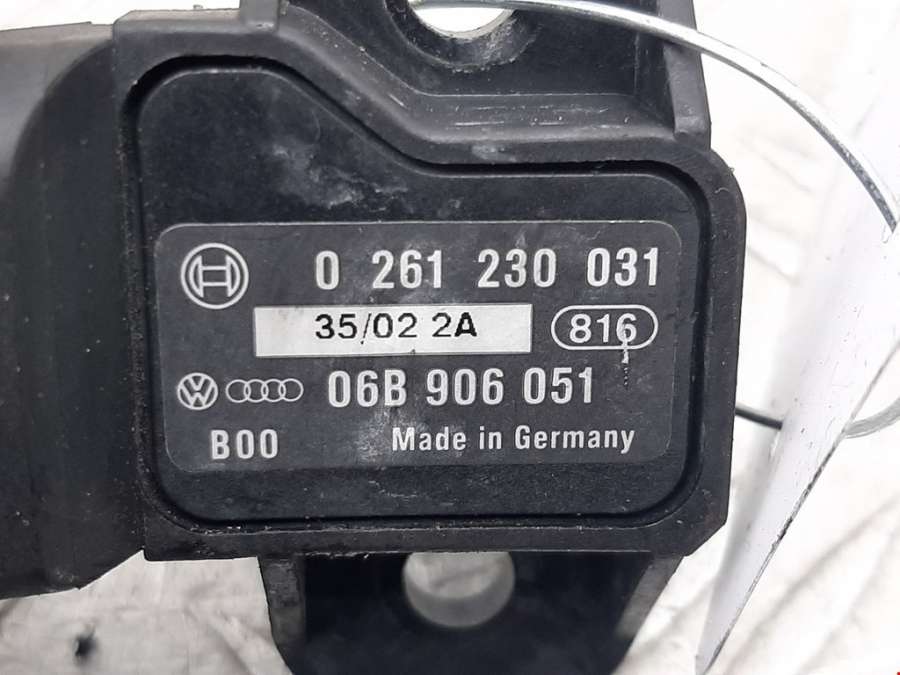 0 261 230 031
35/02 2A 816
06B 906 051
B00 Made in Germany